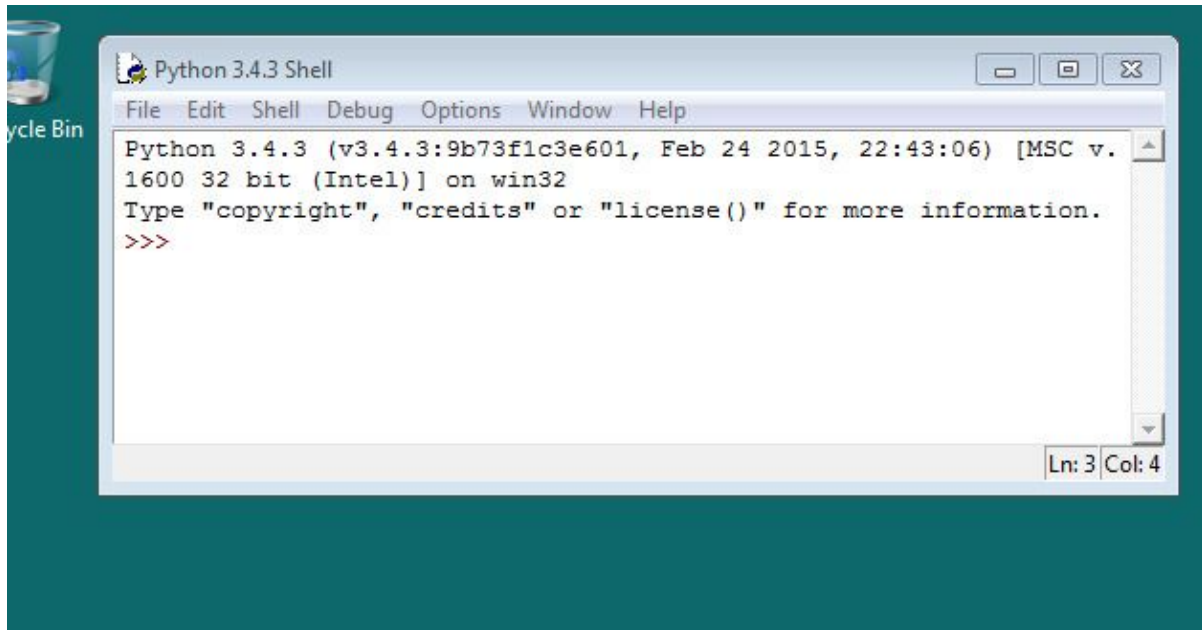 ycle Bin
Python 3.4.3 Shell
File Edit Shell Debug Options Window Help
Python 3.4.3 (v3.4.3:9b73f1c3e601, Feb 24 2015, 22:43:06) [MSC v.
1600 32 bit (Intel)] on win32
Type "copyright", "credits" or "license()" for more information.
>>>
Ln: 3 Col: 4